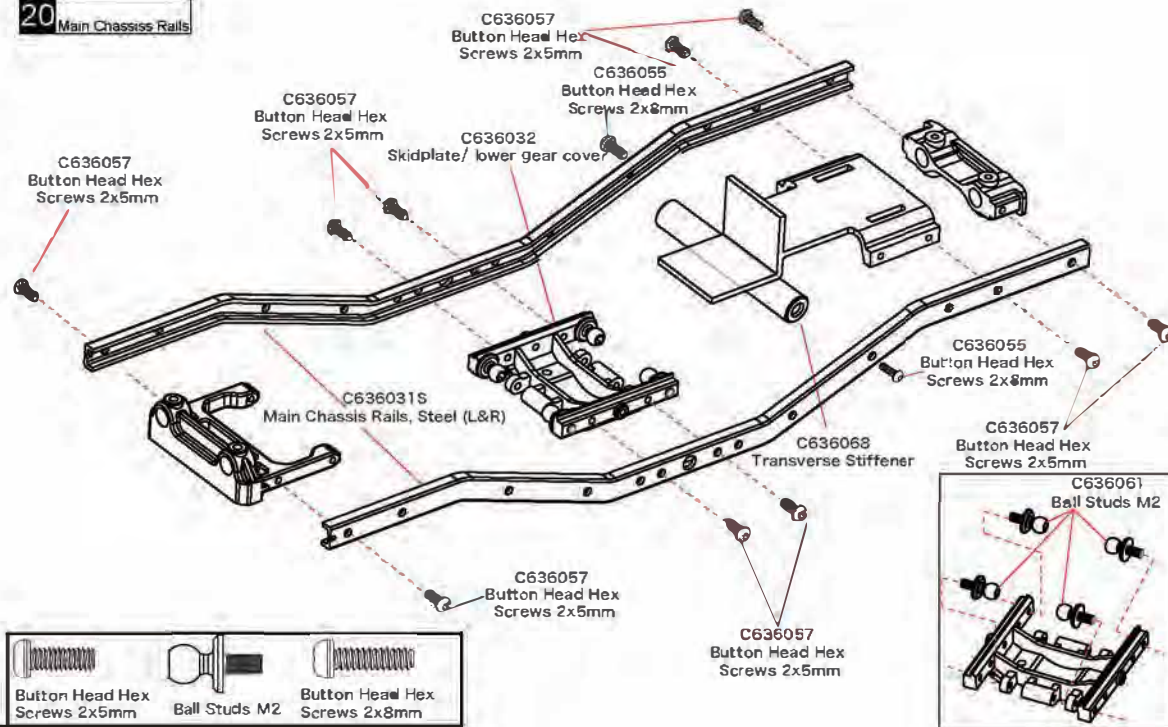 20 Main Chassiss Rails
C636057
Button Head Hex
Screws 2x5mm
C636055
Button Head Hex
Screws 2x8mm
C636057
Button Head Hex
Screws 2x5mm
C636032
Skidplate/ lower gear cover
C636057
Button Head Hex
Screws 2x5mm
C636031S
Main Chassis Rails, Steel (L&R)
C636055
Button Head Hex
Screws 2x8mm
C636068
Transverse Stiffener
C636057
Button Head Hex
Screws 2x5mm
C636061
Ball Studs M2
C636057
Button Head Hex
Screws 2x5mm
C636057
Button Head Hex
Screws 2x5mm
Button Head Hex
Screws 2x5mm
Ball Studs M2
Button Head Hex
Screws 2x8mm